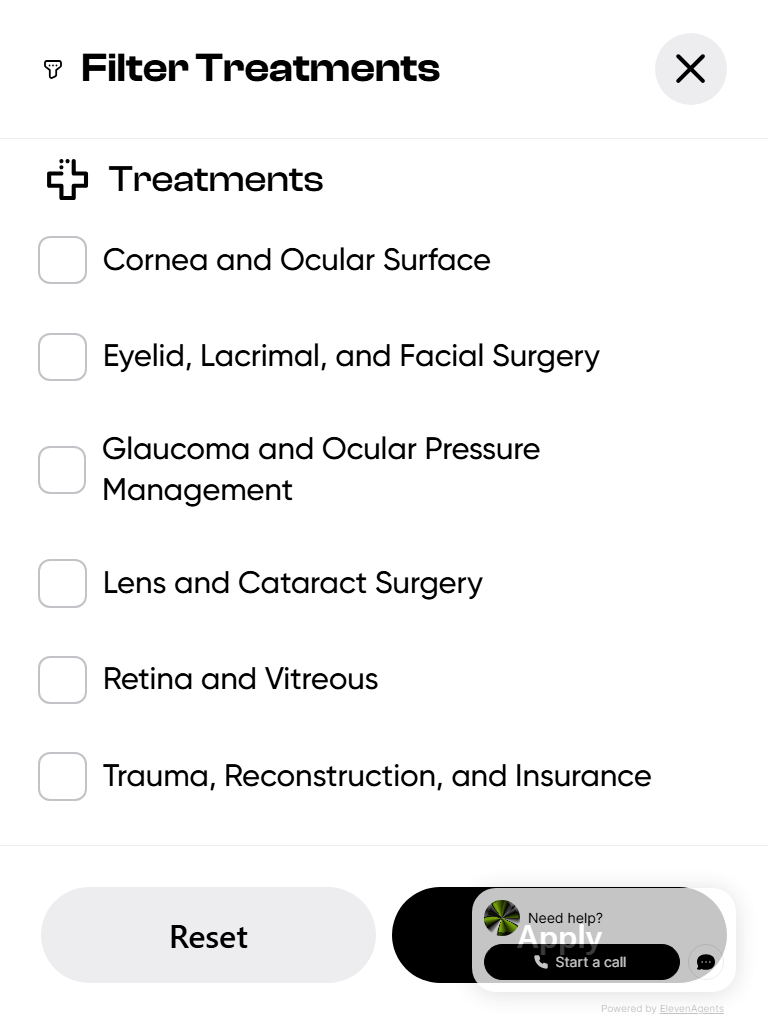 Filter Treatments
Treatments
Cornea and Ocular Surface
Eyelid, Lacrimal, and Facial Surgery
Glaucoma and Ocular Pressure
Management
Lens and Cataract Surgery
Retina and Vitreous
Trauma, Reconstruction, and Insurance
Reset
Apply
Need help?
Start a call
Powered by ElevenAgents